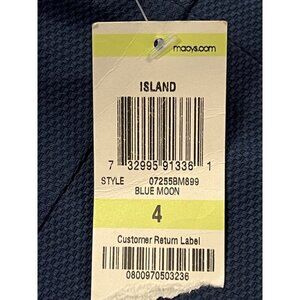 macys.com
ISLAND
7 32995 91336 1
STYLE 07255BM899
BLUE MOON
4
Customer Return Label
0800970503236